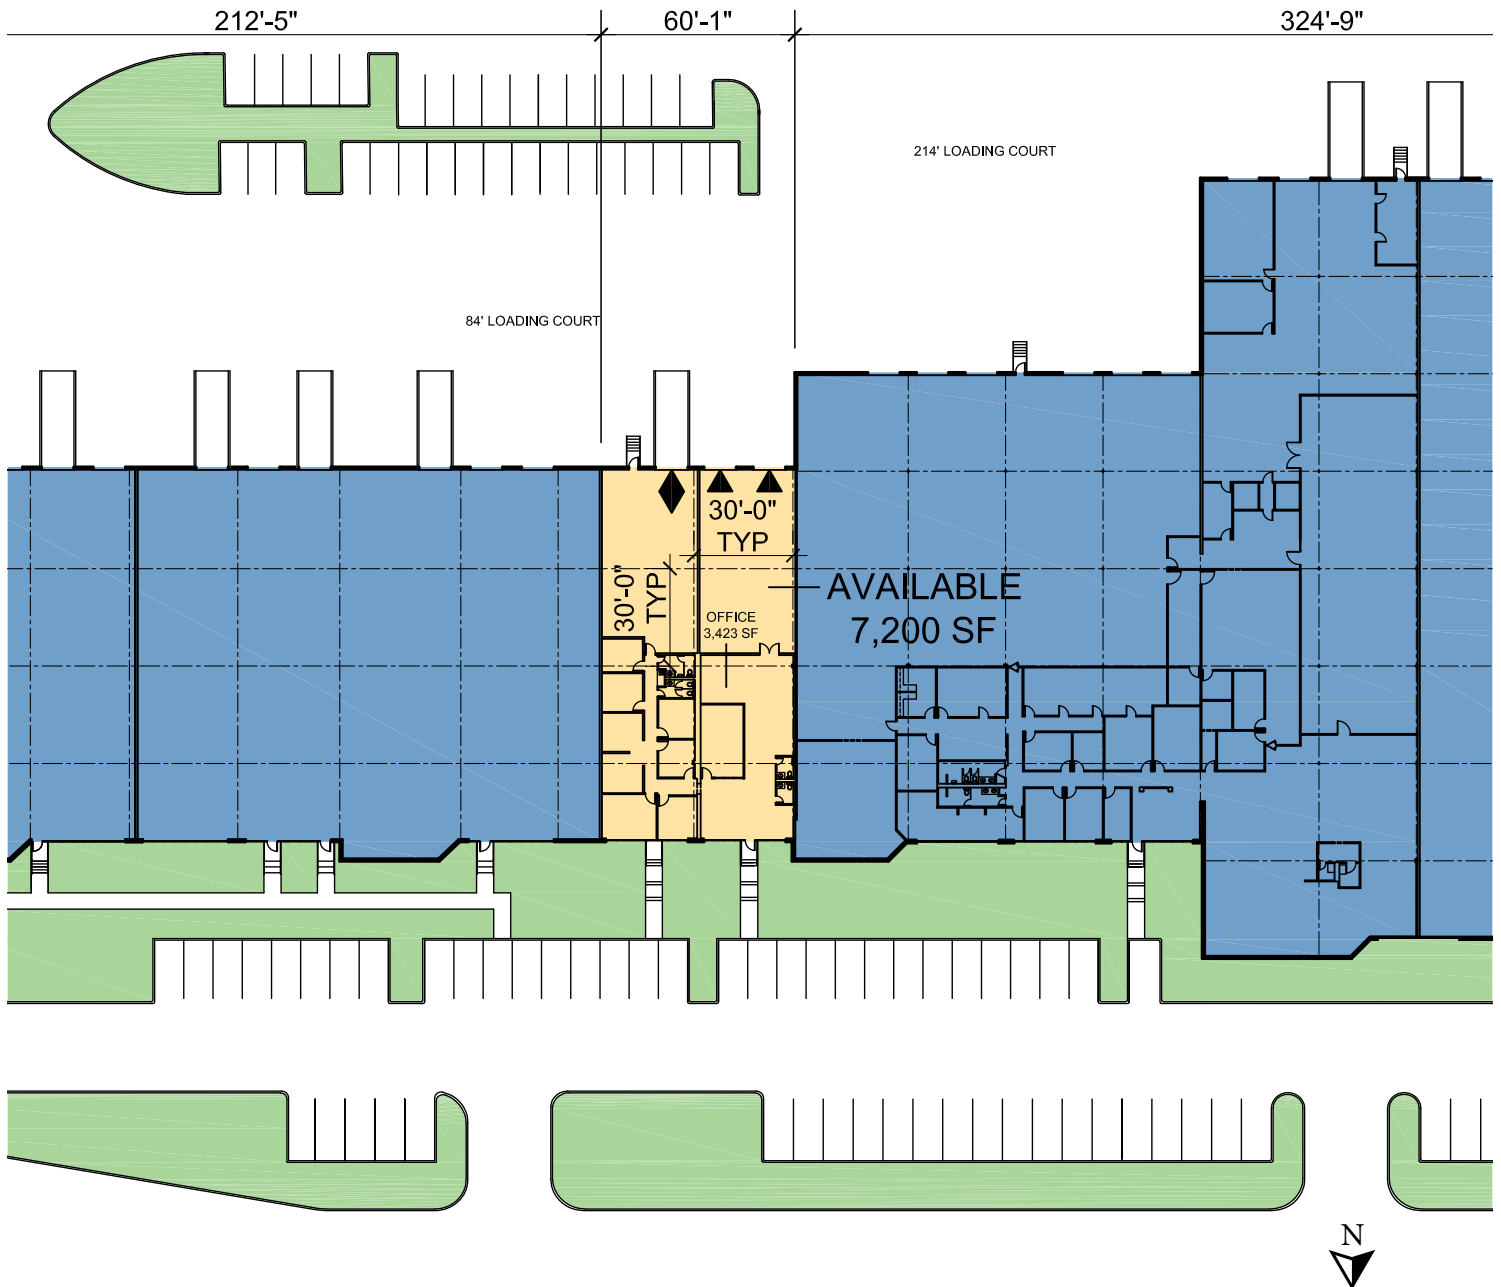 212'-5"
60'-1"
324'-9"
214' LOADING COURT
84' LOADING COURT
30'-0"
TYP
30'-0"
TYP
AVAILABLE
7,200 SF
OFFICE
3,423 SF
N